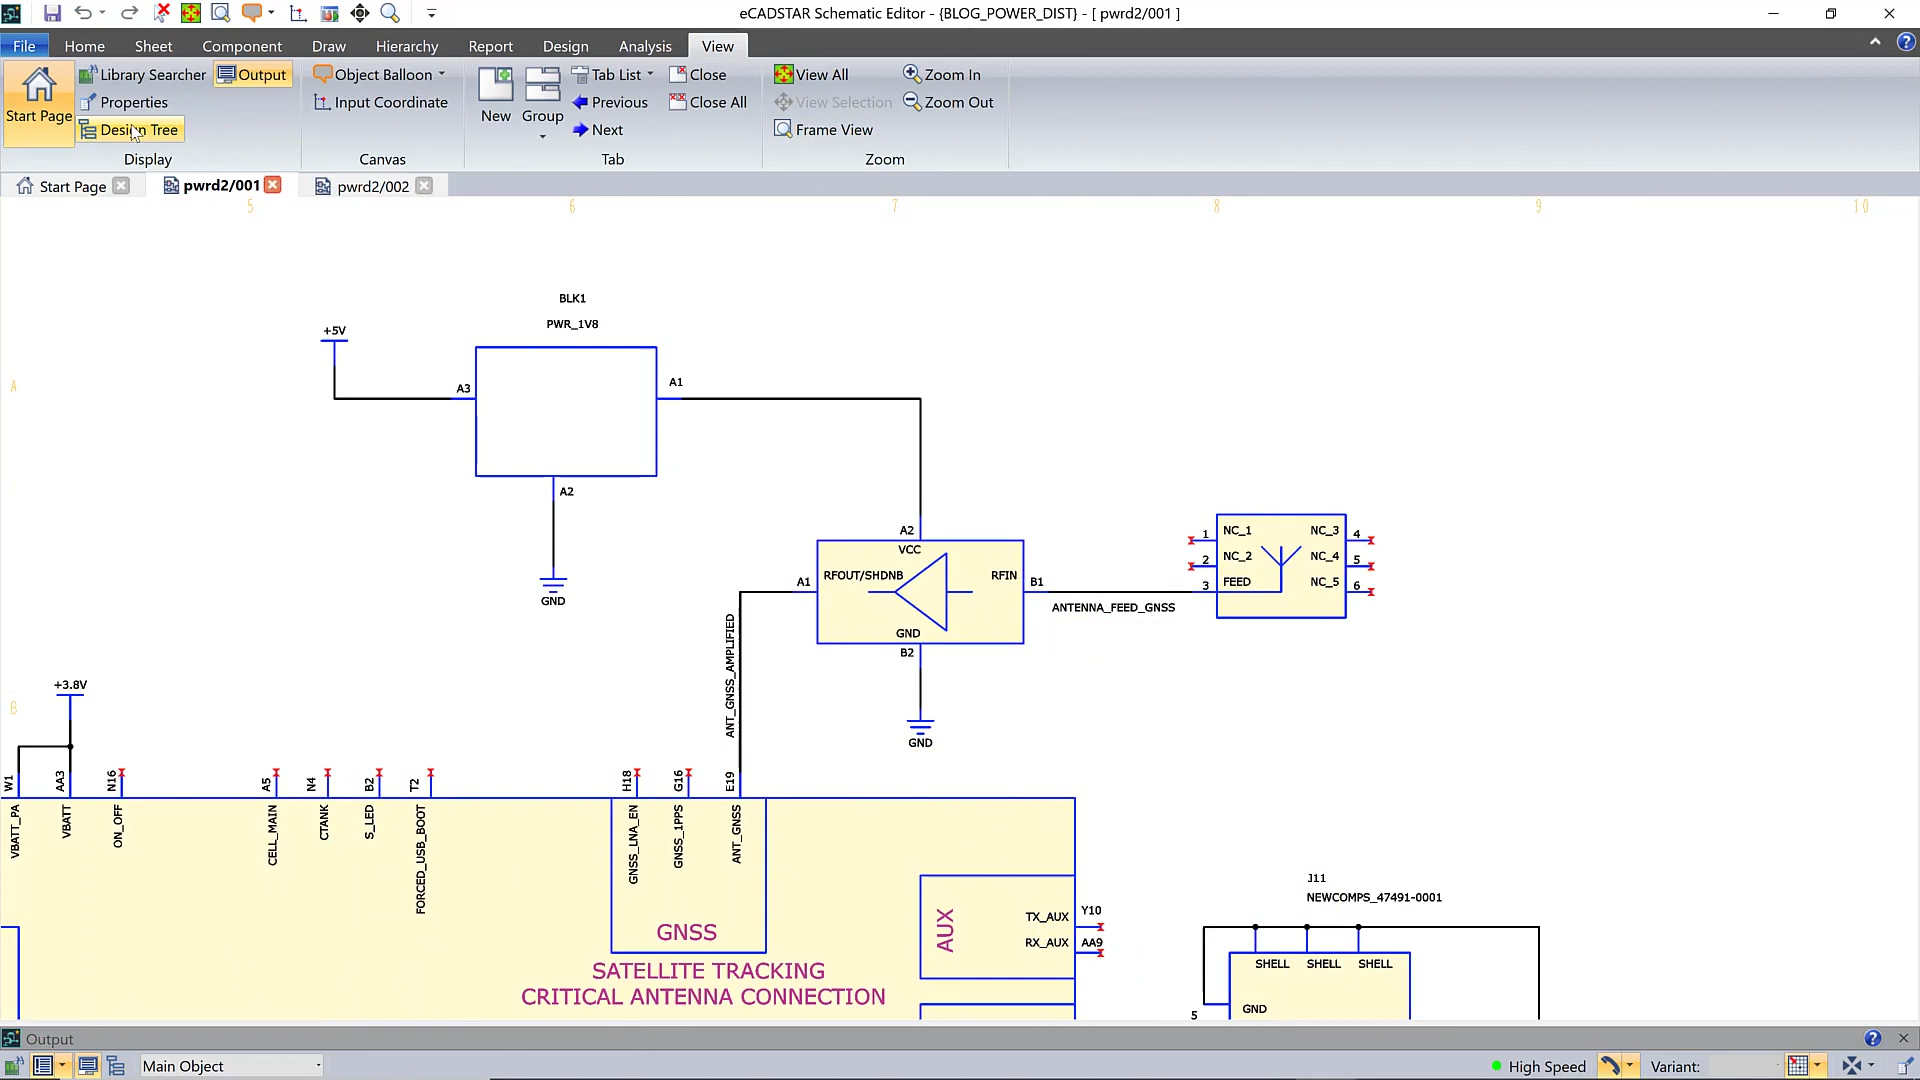 eCADSTAR Schematic Editor - {BLOG_POWER_DIST} - [ pwrd2/001 ]
File Home Sheet Component Draw Hierarchy Report Design Analysis View
Start Page
Library Searcher
Output
Properties
Design Tree
Display
Object Balloon
Input Coordinate
Canvas
New
Group
Tab List
Previous
Next
Close
Close All
Tab
View All
View Selection
Frame View
Zoom In
Zoom Out
Zoom
Start Page pwrd2/001 pwrd2/002
5 6 7 8 9 10
A
B
BLK1
PWR_1V8
+5V
A3
A1
A2
GND
A2
VCC
A1
RFOUT/SHDNB
RFIN
B1
GND
B2
GND
ANTENNA_FEED_GNSS
1 NC_1 NC_3 4
2 NC_2 NC_4 5
3 FEED NC_5 6
ANT_GNSS_AMPLIFIED
+3.8V
W1 AA3 N16 A5 N4 B2 T2 H18 G16 E19
VBATT_PA VBATT ON_OFF CELL_MAIN CTANK S_LED FORCED_USB_BOOT GNSS_LNA_EN GNSS_1PPS ANT_GNSS
GNSS
SATELLITE TRACKING
CRITICAL ANTENNA CONNECTION
AUX
TX_AUX Y10
RX_AUX AA9
J11
NEWCOMPS_47491-0001
SHELL SHELL SHELL
5 GND
Output
Main Object
High Speed
Variant: